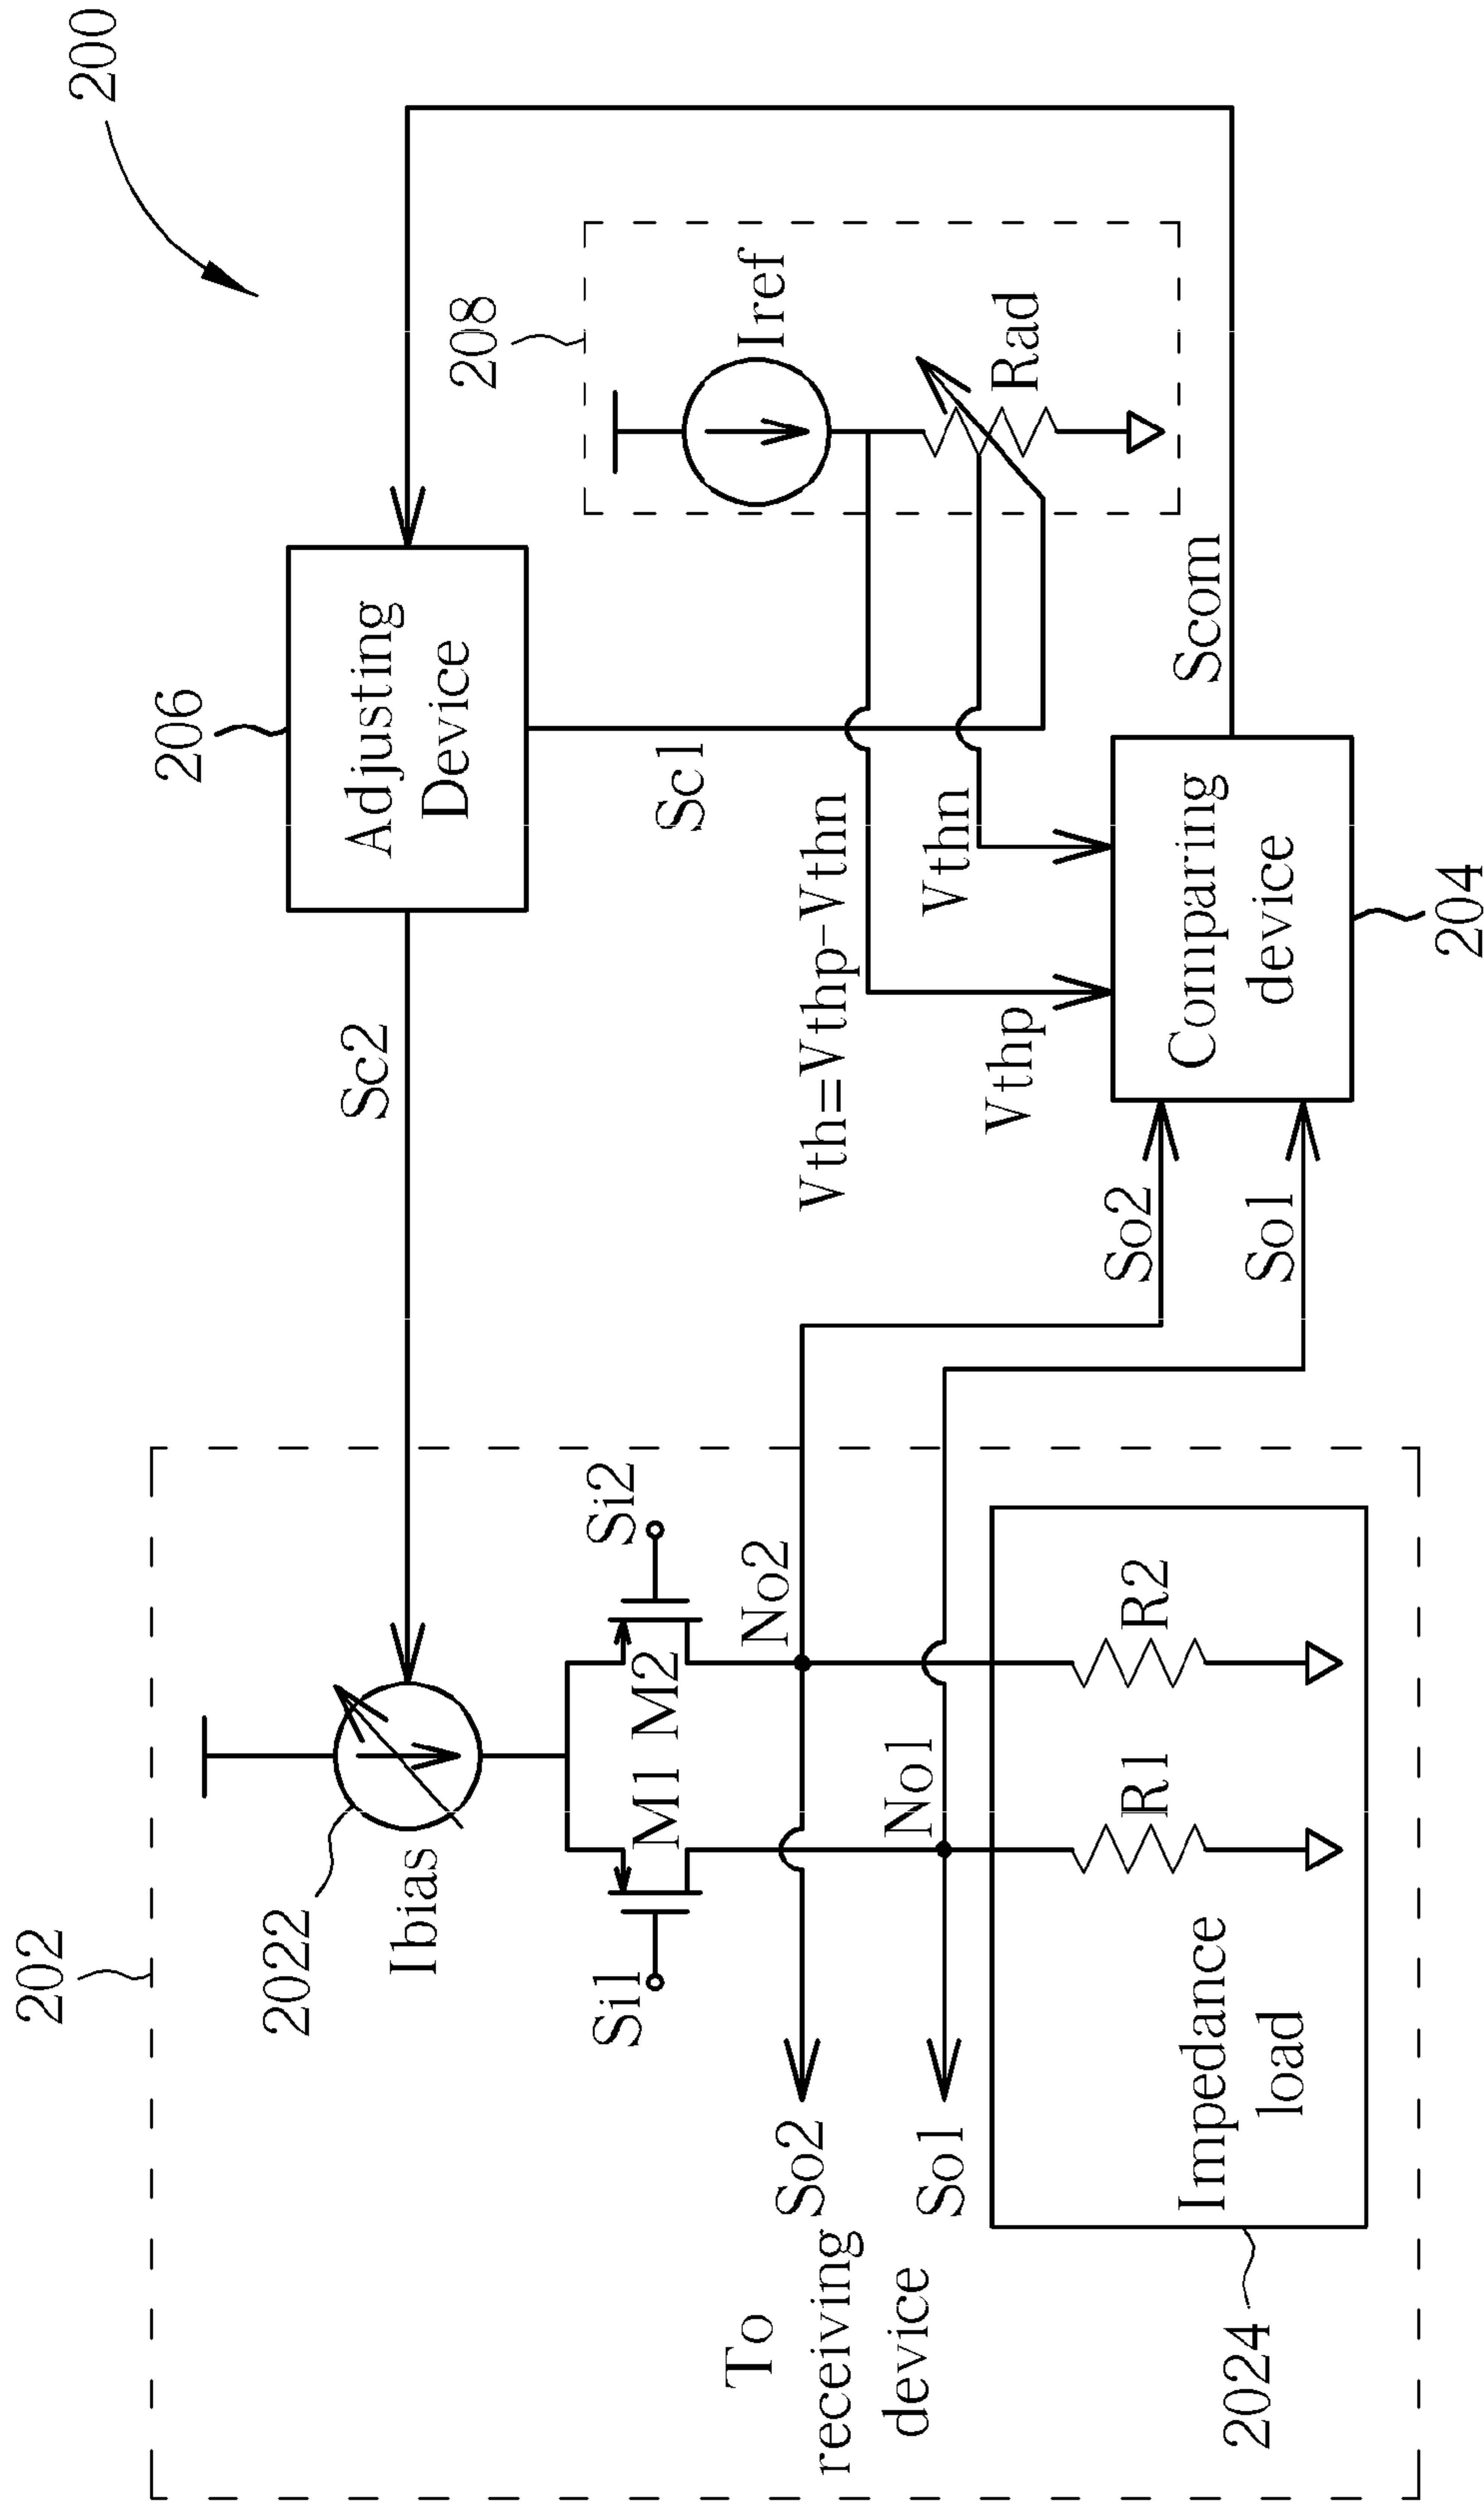 200
202
2022
Ibias
Sc2
206
Adjusting
Device
208
Iref
Rad
Sc1
Si1
M1 M2
Si2
No2
No1
Vth=Vthp-Vthn
Vthn
Vthp
To
receiving
device
So2
So1
So2
So1
Scom
Comparing
device
204
Impedance
load
R1
R2
2024